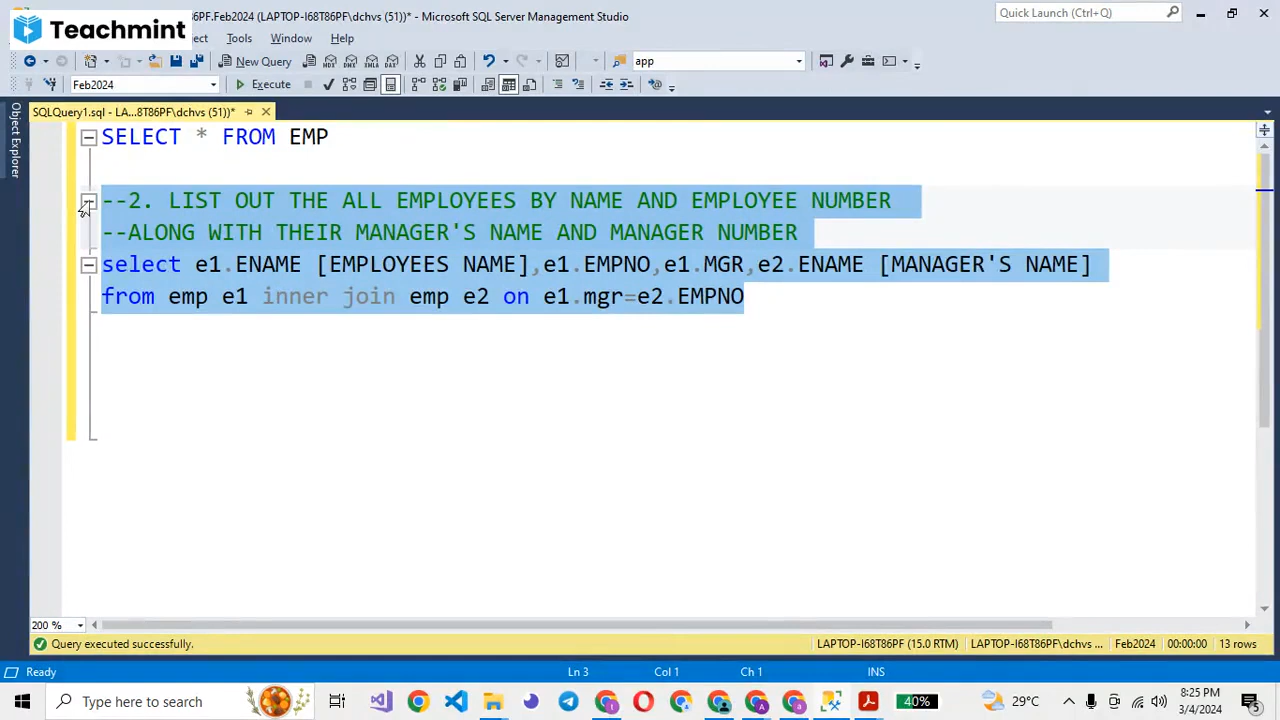 Teachmint
PF.Feb2024 (LAPTOP-I68T86PF\dchvs (51))* - Microsoft SQL Server Management Studio
Quick Launch (Ctrl+Q)
Tools Window Help
New Query
app
Feb2024
Execute
SQLQuery1.sql - LA...8T86PF\dchvs (51))*
Object Explorer
SELECT * FROM EMP
--2. LIST OUT THE ALL EMPLOYEES BY NAME AND EMPLOYEE NUMBER
--ALONG WITH THEIR MANAGER'S NAME AND MANAGER NUMBER
select e1.ENAME [EMPLOYEES NAME],e1.EMPNO,e1.MGR,e2.ENAME [MANAGER'S NAME]
from emp e1 inner join emp e2 on e1.mgr=e2.EMPNO
200 %
Query executed successfully.
LAPTOP-I68T86PF (15.0 RTM) LAPTOP-I68T86PF\dchvs ... Feb2024 00:00:00 13 rows
Ready
Ln 3 Col 1 Ch 1 INS
Type here to search
40%
29°C
8:25 PM
3/4/2024
5